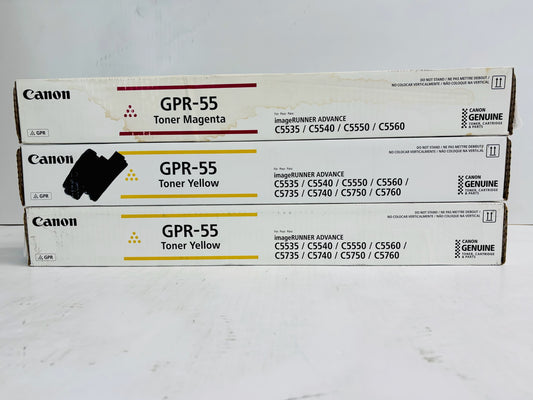 Canon
GPR
GPR-55
Toner Magenta
For Use: Pour:
imageRUNNER ADVANCE
C5535 / C5540 / C5550 / C5560
DO NOT STAND / NE PAS METTRE DEBOUT /
NO COLOCAR VERTICALMENTE / NÃO COLOQUE NA VERTICAL
CANON
GENUINE
TONER, CARTRIDGE
& PARTS
Canon
GPR
GPR-55
Toner Yellow
imageRUNNER ADVANCE
C5535 / C5540 / C5550 / C5560 /
C5735 / C5740 / C5750 / C5760
DO NOT STAND / NE PAS METTRE DEBOUT /
NO COLOCAR VERTICALMENTE / NÃO COLOQUE NA VERTICAL
CANON
GENUINE
TONER, CARTRIDGE
& PARTS
Canon
GPR
GPR-55
Toner Yellow
imageRUNNER ADVANCE
C5535 / C5540 / C5550 / C5560 /
C5735 / C5740 / C5750 / C5760
DO NOT STAND / NE PAS METTRE DEBOUT /
NO COLOCAR VERTICALMENTE / NÃO COLOQUE NA VERTICAL
CANON
GENUINE
TONER, CARTRIDGE
& PARTS